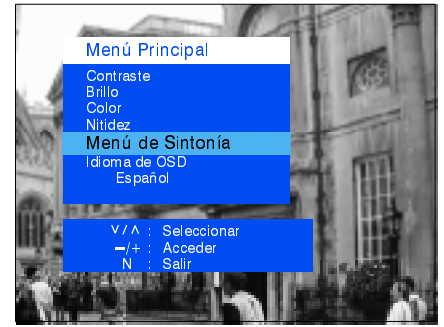 Menú Principal
Contraste
Brillo
Color
Nitidez
Menú de Sintonía
Idioma de OSD
Español
V / Λ : Seleccionar
–/+ : Acceder
N : Salir